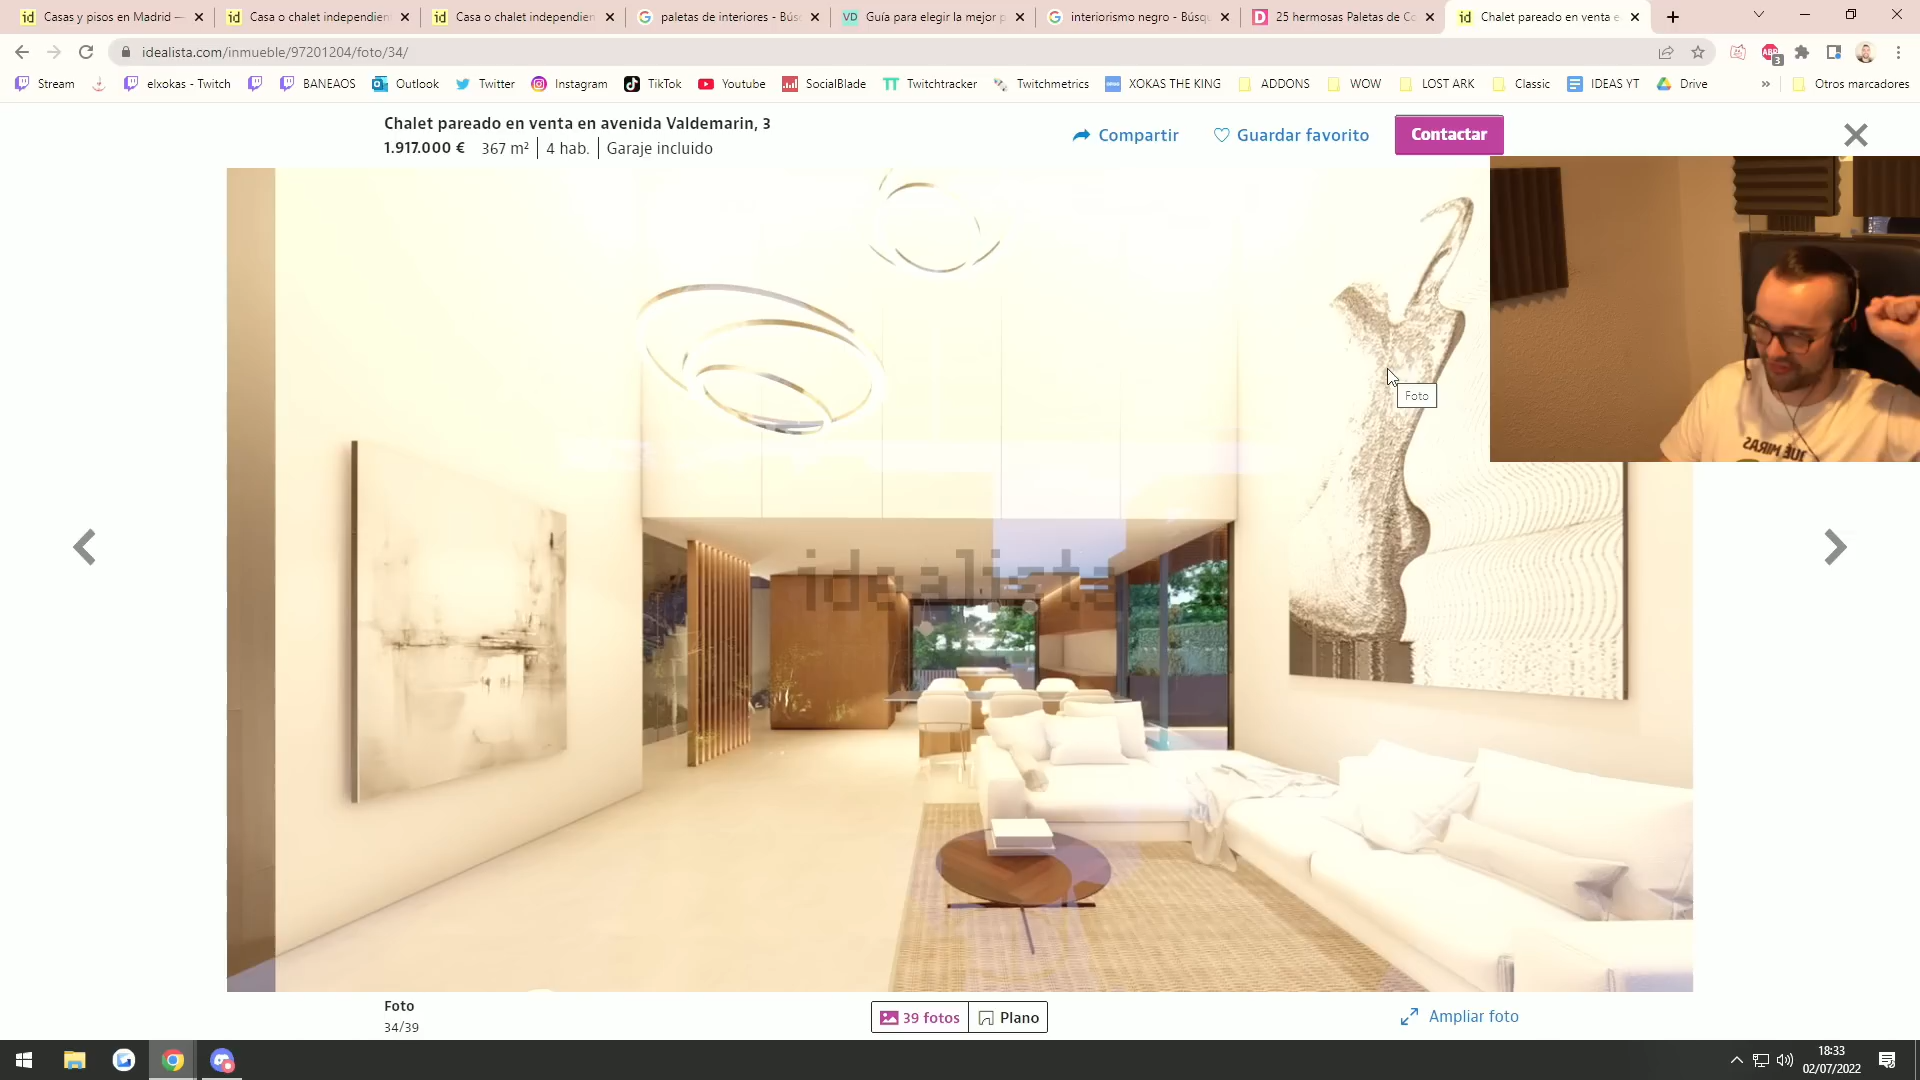 Casas y pisos en Madrid —
Casa o chalet independien
Casa o chalet independien
paletas de interiores - Bús
Guía para elegir la mejor p
interiorismo negro - Búsqu
25 hermosas Paletas de Co
Chalet pareado en venta e
idealista.com/inmueble/97201204/foto/34/
Stream
elxokas - Twitch
BANEAOS
Outlook
Twitter
Instagram
TikTok
Youtube
SocialBlade
Twitchtracker
Twitchmetrics
XOKAS THE KING
ADDONS
WOW
LOST ARK
Classic
IDEAS YT
Drive
»
Otros marcadores
Chalet pareado en venta en avenida Valdemarin, 3
1.917.000 € 367 m² 4 hab. Garaje incluido
Compartir
Guardar favorito
Contactar
Foto
QUÉ MIRAS
idealista
Foto
34/39
39 fotos
Plano
Ampliar foto
18:33
02/07/2022